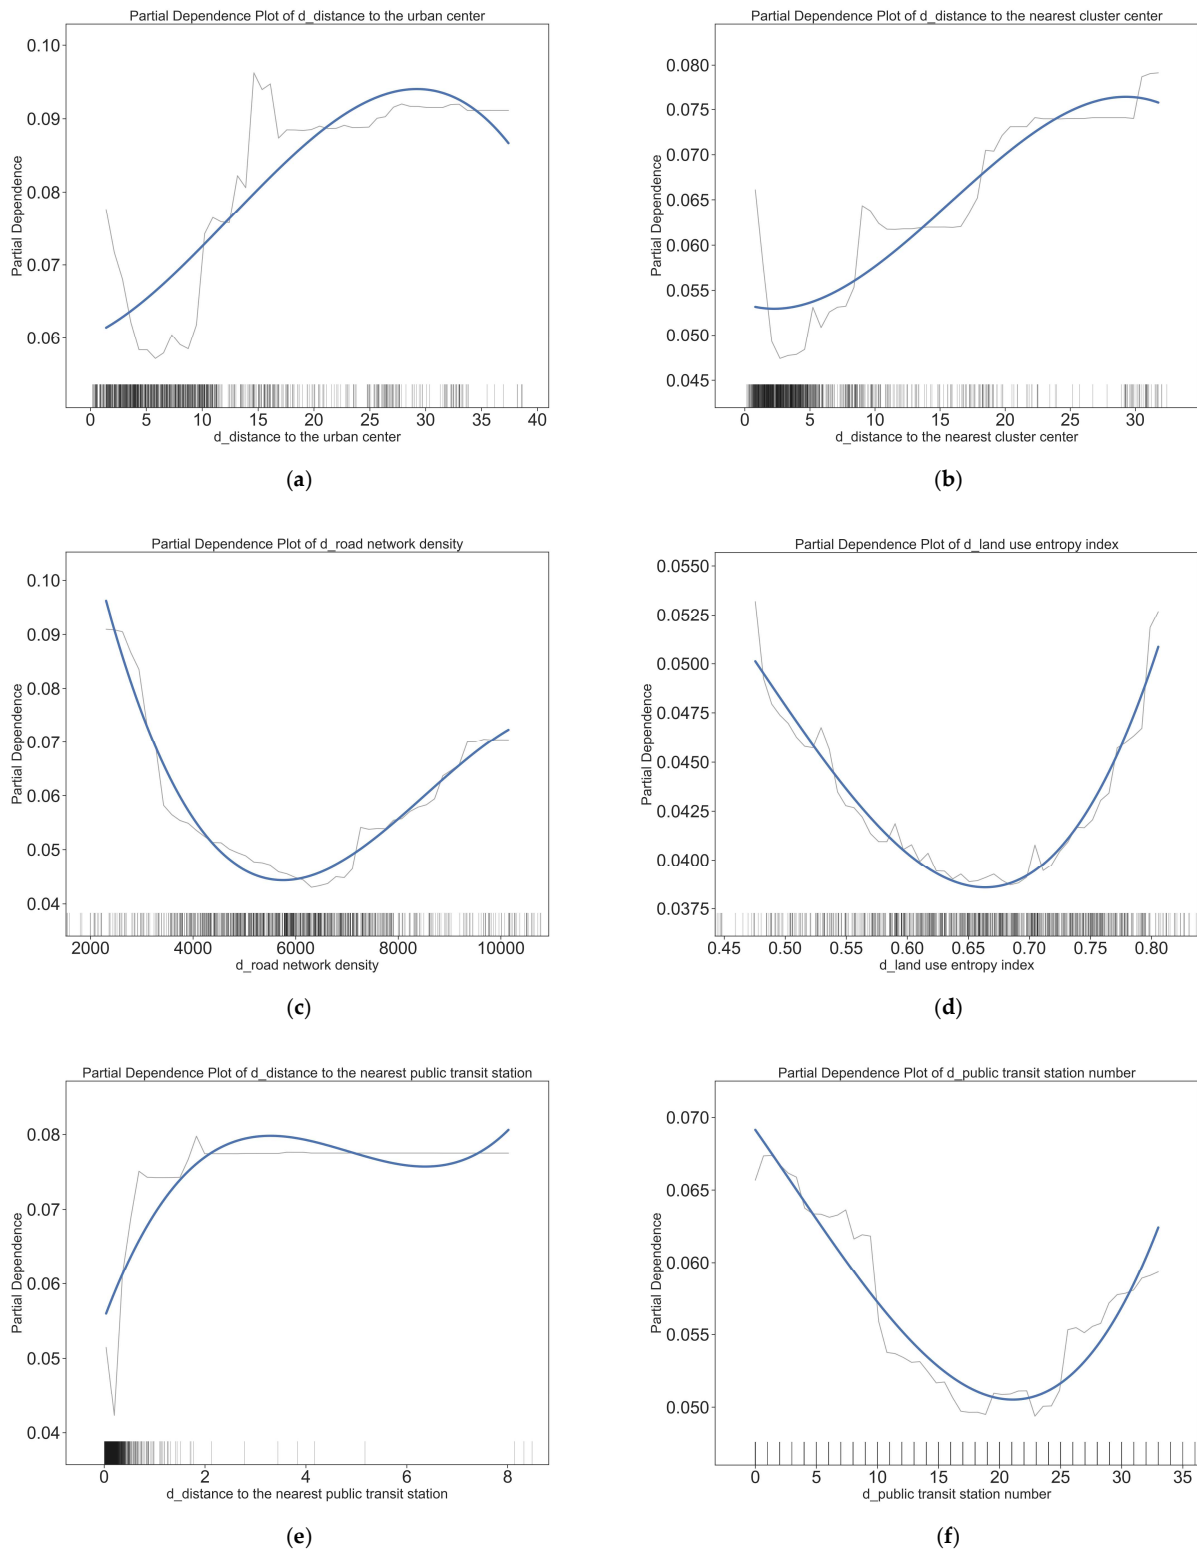 Partial Dependence Plot of d_distance to the urban center
0.10
0.09
0.08
0.07
0.06
Partial Dependence
0 5 10 15 20 25 30 35 40
d_distance to the urban center
(a)
Partial Dependence Plot of d_distance to the nearest cluster center
0.080
0.075
0.070
0.065
0.060
0.055
0.050
0.045
Partial Dependence
0 5 10 15 20 25 30
d_distance to the nearest cluster center
(b)
Partial Dependence Plot of d_road network density
0.10
0.09
0.08
0.07
0.06
0.05
0.04
Partial Dependence
2000 4000 6000 8000 10000
d_road network density
(c)
Partial Dependence Plot of d_land use entropy index
0.0550
0.0525
0.0500
0.0475
0.0450
0.0425
0.0400
0.0375
Partial Dependence
0.45 0.50 0.55 0.60 0.65 0.70 0.75 0.80
d_land use entropy index
(d)
Partial Dependence Plot of d_distance to the nearest public transit station
0.08
0.07
0.06
0.05
0.04
Partial Dependence
0 2 4 6 8
d_distance to the nearest public transit station
(e)
Partial Dependence Plot of d_public transit station number
0.070
0.065
0.060
0.055
0.050
Partial Dependence
0 5 10 15 20 25 30 35
d_public transit station number
(f)